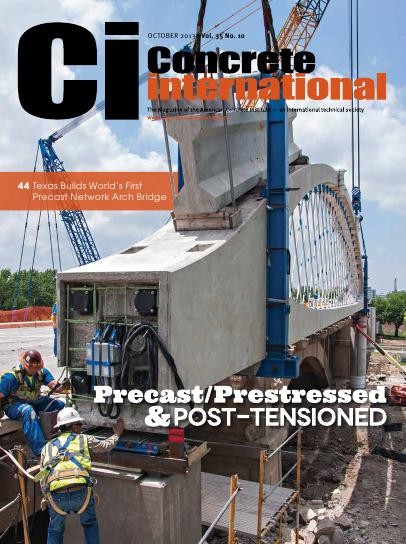 Ci
OCTOBER 2013 Vol. 35 No. 10
Concrete
international
The Magazine of the American Concrete Institute — an international technical society
44 Texas Builds World's First
Precast Network Arch Bridge
Precast/Prestressed
& POST-TENSIONED